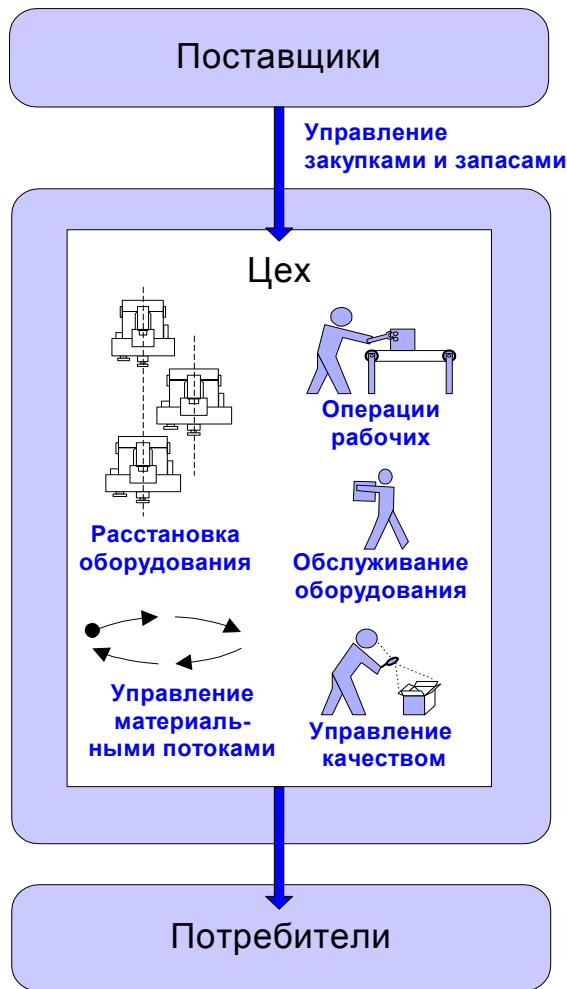 Поставщики
Управление
закупками и запасами
Цех
Операции
рабочих
Расстановка
оборудования
Обслуживание
оборудования
Управление
материаль-
ными потоками
Управление
качеством
Потребители